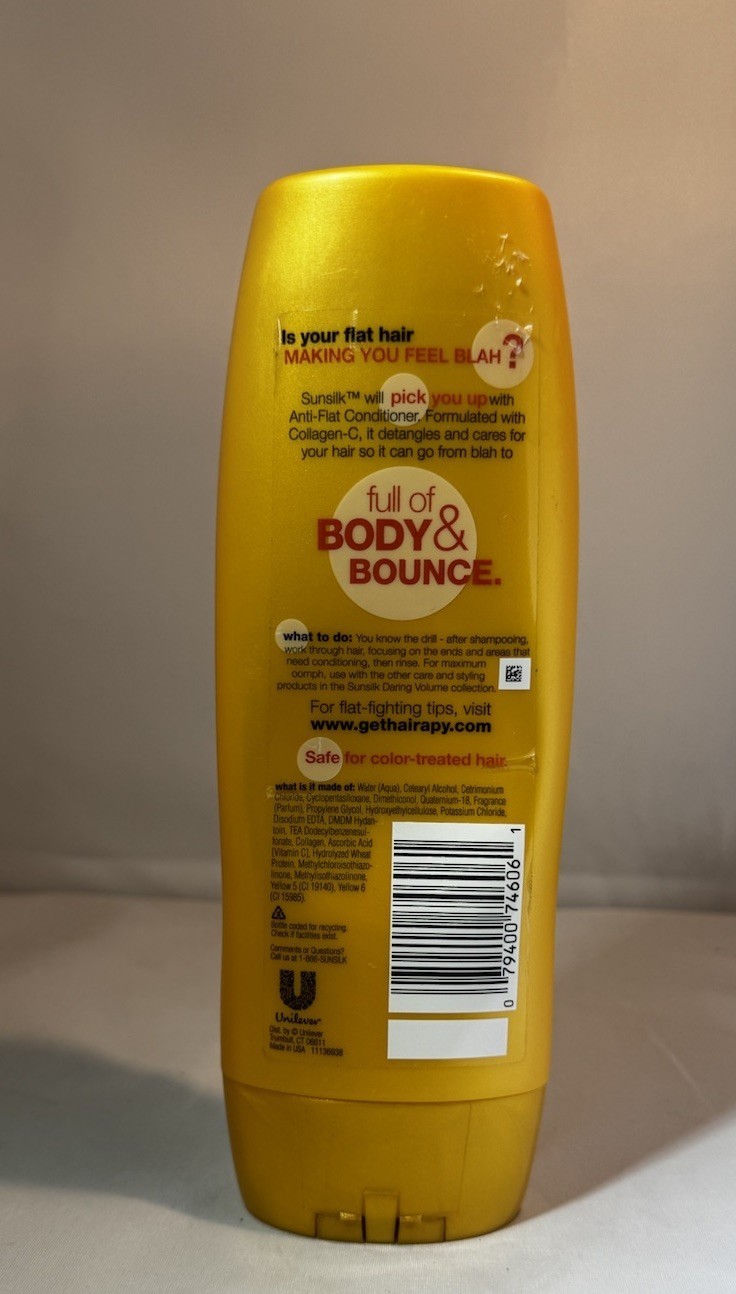 Is your flat hair
MAKING YOU FEEL BLAH ?
Sunsilk™ will pick you up with
Anti-Flat Conditioner. Formulated with
Collagen-C, it detangles and cares for
your hair so it can go from blah to
full of
BODY &
BOUNCE.
what to do: You know the drill - after shampooing,
work through hair, focusing on the ends and areas that
need conditioning, then rinse. For maximum
oomph, use with the other care and styling
products in the Sunsilk Daring Volume collection.
For flat-fighting tips, visit
www.gethairapy.com
Safe for color-treated hair.
what is it made of: Water (Aqua), Cetearyl Alcohol, Cetrimonium
Chloride, Cyclopentasiloxane, Dimethiconol, Quaternium-18, Fragrance
(Parfum), Propylene Glycol, Hydroxyethylcellulose, Potassium Chloride,
Disodium EDTA, DMDM Hydan-
toin, TEA Dodecylbenzenesul-
fonate, Collagen, Ascorbic Acid
(Vitamin C), Hydrolyzed Wheat
Protein, Methylchloroisothiazo-
linone, Methylisothiazolinone,
Yellow 5 (CI 19140), Yellow 6
(CI 15985).
Bottle coded for recycling.
Check if facilities exist.
Comments or Questions?
Call us at 1-866-SUNSILK
Unilever
Dist. by © Unilever
Trumbull, CT 06611
Made in USA 11136938
0 79400 74606 1